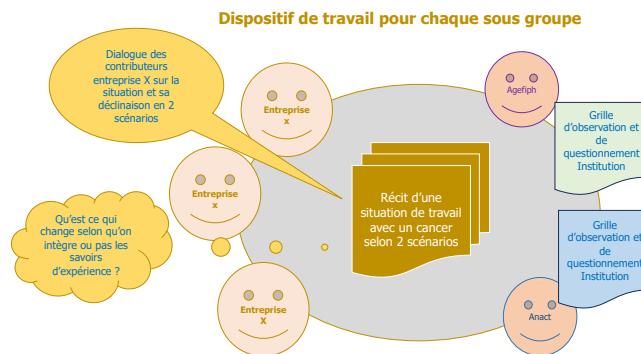 Dispositif de travail pour chaque sous groupe
Dialogue des
contributeurs
entreprise X sur la
situation et sa
déclinaison en 2
scénarios
Entreprise
x
Agefiph
Grille
d'observation et
de
questionnement
Institution
Entreprise
x
Récit d'une
situation de travail
avec un cancer
selon 2 scénarios
Qu'est ce qui
change selon qu'on
intègre ou pas les
savoirs
d'expérience ?
Grille
d'observation et
de
questionnement
Institution
Entreprise
X
Anact